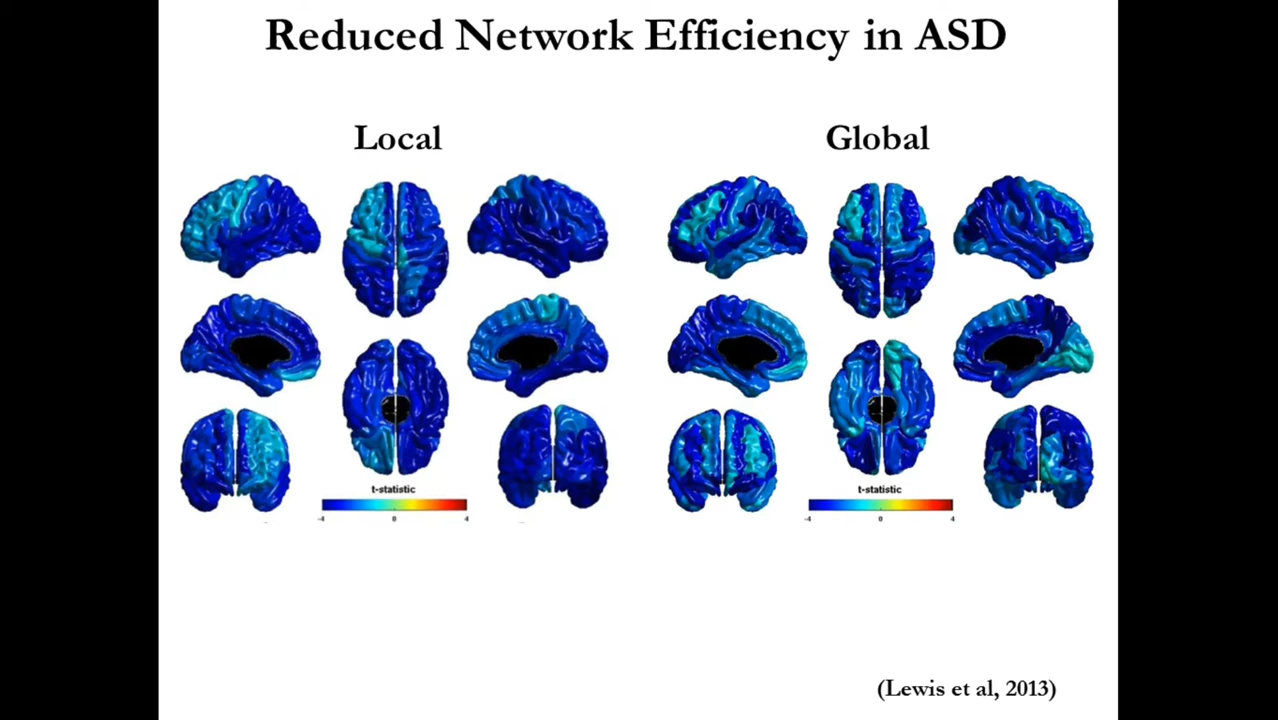 Reduced Network Efficiency in ASD
Local
Global
t-statistic
-4 0 4
t-statistic
-4 0 4
(Lewis et al, 2013)